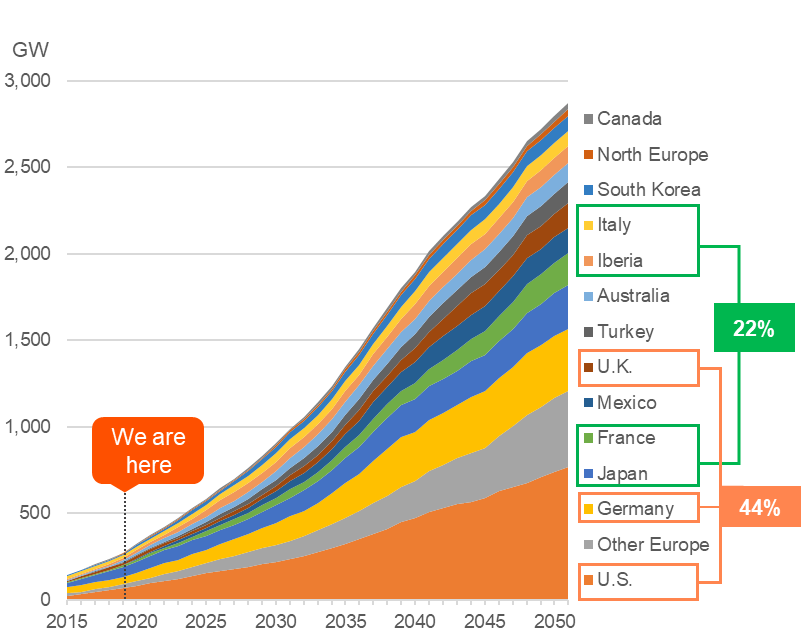 GW
3,000
2,500
2,000
1,500
1,000
500
0
2015
2020
2025
2030
2035
2040
2045
2050
We are
here
Canada
North Europe
South Korea
Italy
Iberia
Australia
Turkey
U.K.
Mexico
France
Japan
Germany
Other Europe
U.S.
22%
44%